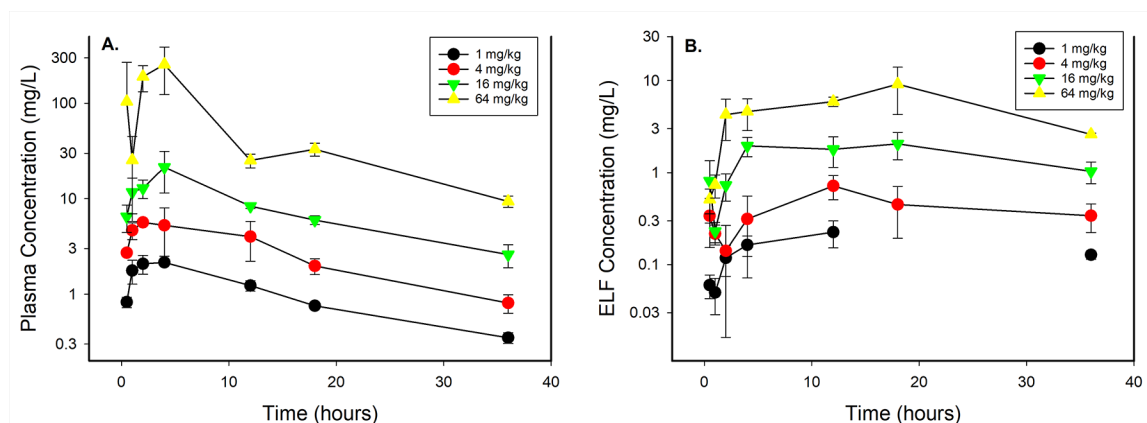 A.
Plasma Concentration (mg/L)
300
100
30
10
3
1
0.3
0
10
20
30
40
Time (hours)
1 mg/kg
4 mg/kg
16 mg/kg
64 mg/kg
B.
ELF Concentration (mg/L)
30
10
3
1
0.3
0.1
0.03
0
10
20
30
40
Time (hours)
1 mg/kg
4 mg/kg
16 mg/kg
64 mg/kg